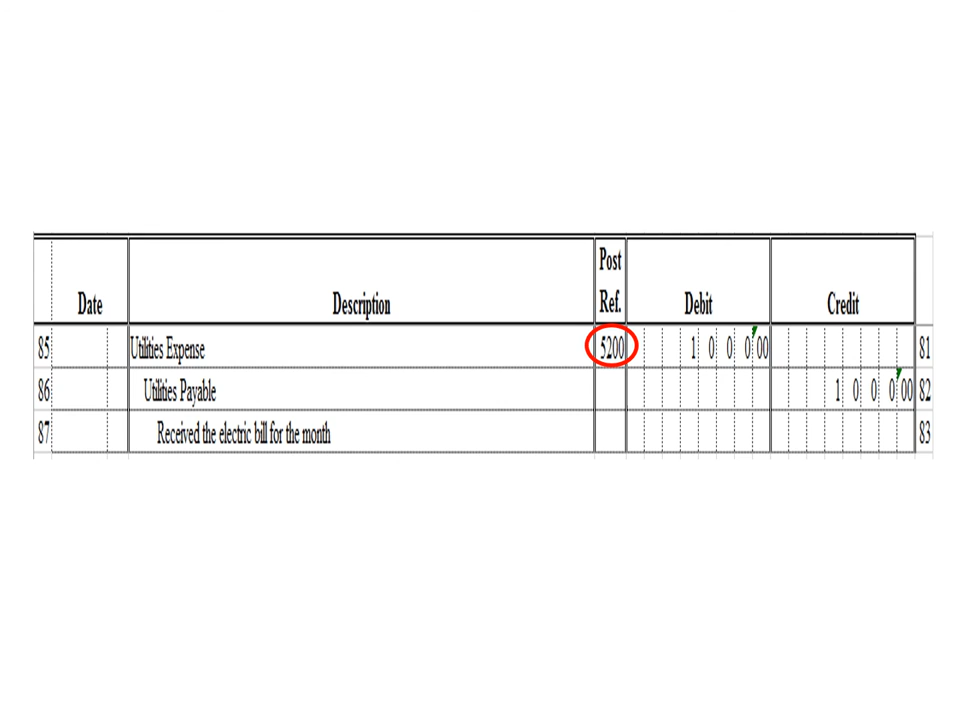 Date Description Post Ref. Debit Credit
85 Utilities Expense 5200 1 0 0 0 00 81
86 Utilities Payable 1 0 0 0 00 82
87 Received the electric bill for the month 83